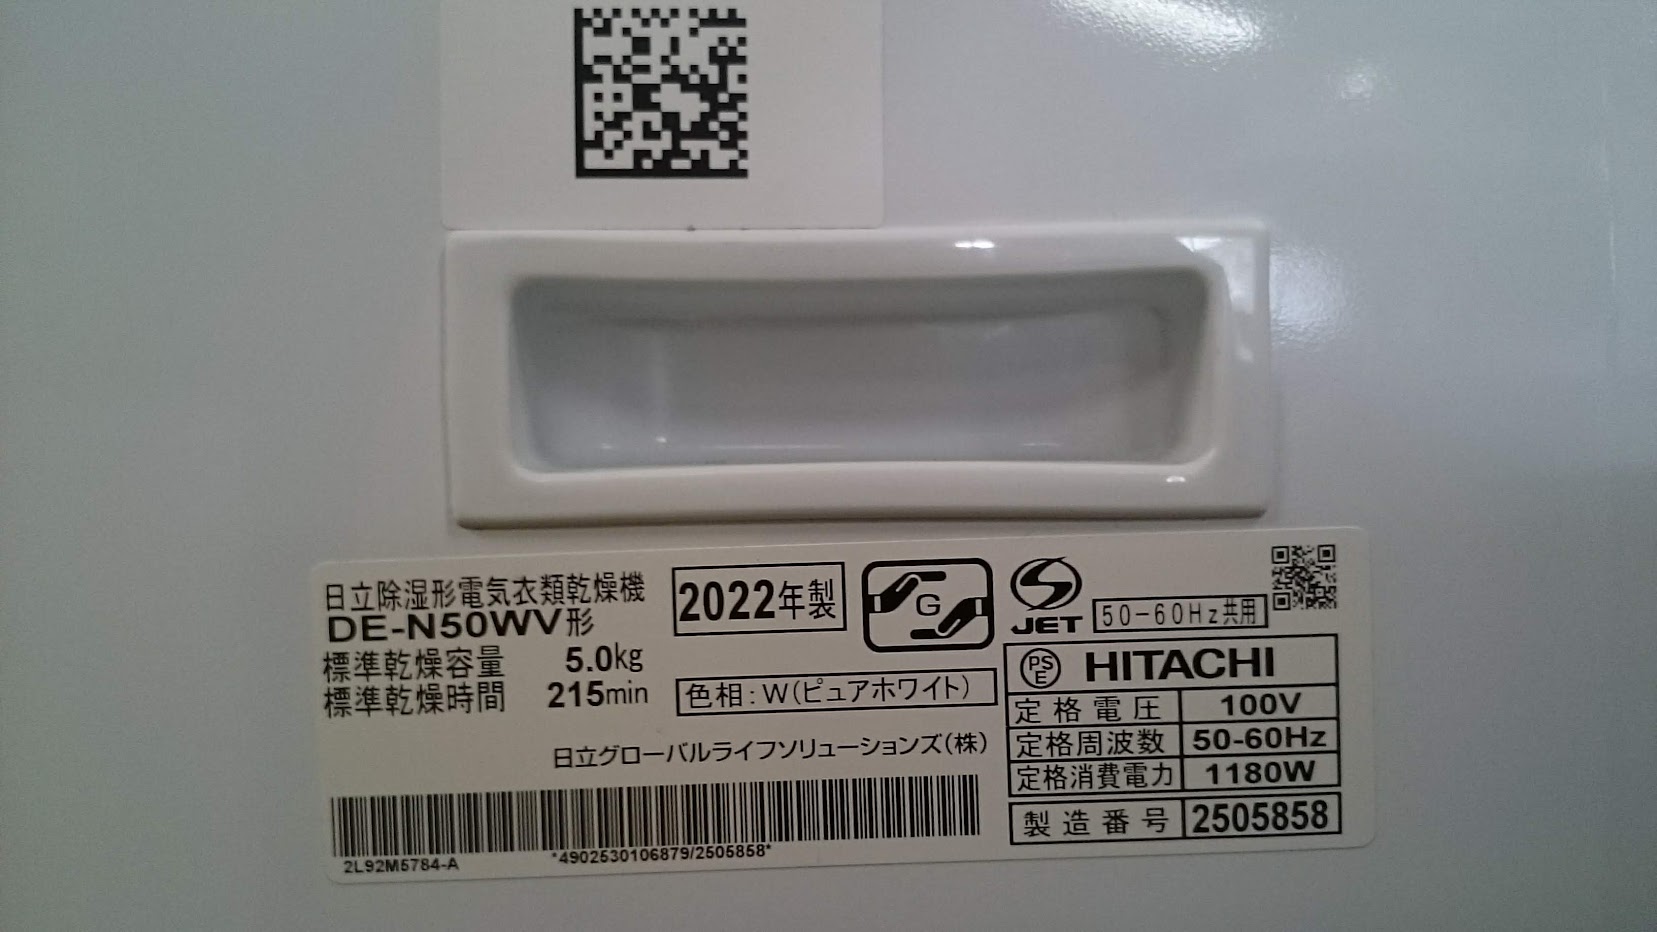 日立除湿形電気衣類乾燥機
DE-N50WV形
標準乾燥容量 5.0kg
標準乾燥時間 215min
2022年製
G
色相:W(ピュアホワイト)
日立グローバルライフソリューションズ(株)
2L92M5784-A
*4902530106879/2505858*
JET
50-60Hz共用
PS
E
HITACHI
定格電圧 100V
定格周波数 50-60Hz
定格消費電力 1180W
製造番号 2505858